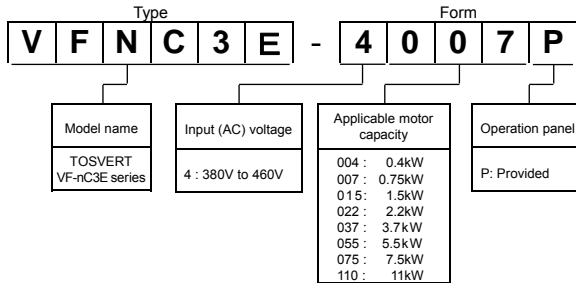 Type Form
V F N C 3 E - 4 0 0 7 P
Model name
TOSVERT
VF-nC3E series
Input (AC) voltage
4 : 380V to 460V
Applicable motor
capacity
004 : 0.4kW
007 : 0.75kW
015: 1.5kW
022 : 2.2kW
037 : 3.7kW
055 : 5.5kW
075 : 7.5kW
110 : 11kW
Operation panel
P: Provided